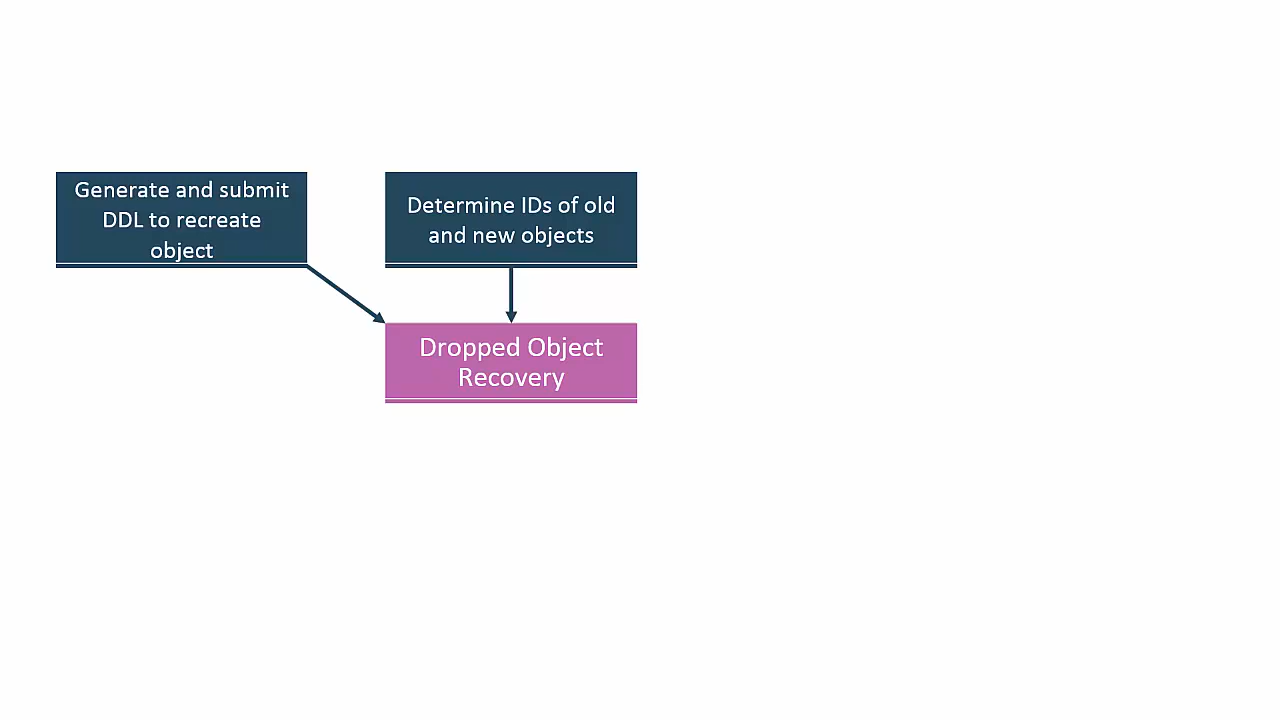 Generate and submit
DDL to recreate
object
Determine IDs of old
and new objects
Dropped Object
Recovery